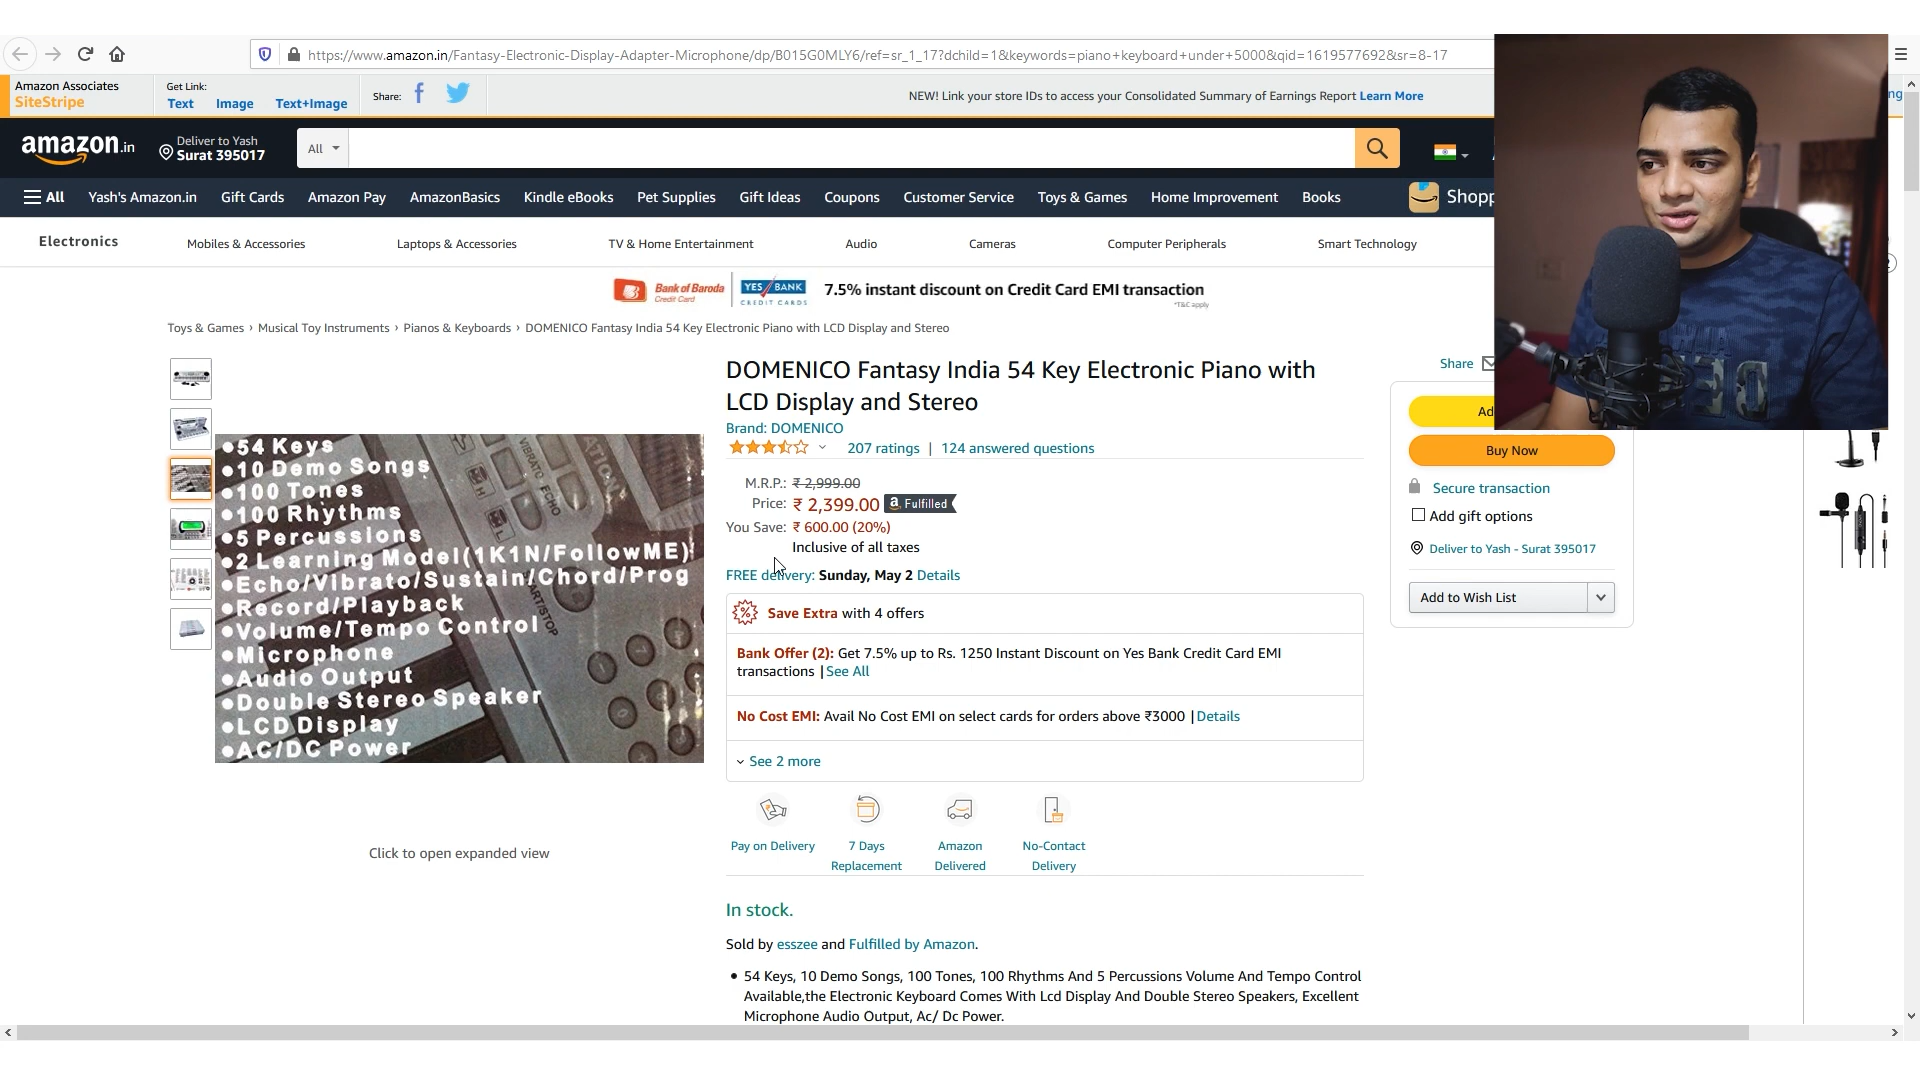 https://www.amazon.in/Fantasy-Electronic-Display-Adapter-Microphone/dp/B015G0MLY6/ref=sr_1_17?dchild=1&keywords=piano+keyboard+under+5000&qid=1619577692&sr=8-17
Amazon Associates
SiteStripe
Get Link:
Text Image Text+Image
Share:
NEW! Link your store IDs to access your Consolidated Summary of Earnings Report Learn More
amazon.in
Deliver to Yash
Surat 395017
All
All Yash's Amazon.in Gift Cards Amazon Pay AmazonBasics Kindle eBooks Pet Supplies Gift Ideas Coupons Customer Service Toys & Games Home Improvement Books
Electronics Mobiles & Accessories Laptops & Accessories TV & Home Entertainment Audio Cameras Computer Peripherals Smart Technology
Bank of Baroda
Credit Card
YES BANK
CREDIT CARDS
7.5% instant discount on Credit Card EMI transaction
*T&C apply
Toys & Games › Musical Toy Instruments › Pianos & Keyboards › DOMENICO Fantasy India 54 Key Electronic Piano with LCD Display and Stereo
•54 Keys
•10 Demo Songs
•100 Tones
•100 Rhythms
•5 Percussions
•2 Learning Model(1K1N/FollowME)
•Echo/Vibrato/Sustain/Chord/Prog
•Record/Playback
•Volume/Tempo Control
•Microphone
•Audio Output
•Double Stereo Speaker
•LCD Display
•AC/DC Power
VIBRATO ECHO
START/STOP
Click to open expanded view
DOMENICO Fantasy India 54 Key Electronic Piano with
LCD Display and Stereo
Brand: DOMENICO
207 ratings | 124 answered questions
M.R.P.: ₹ 2,999.00
Price: ₹ 2,399.00 a Fulfilled
You Save: ₹ 600.00 (20%)
Inclusive of all taxes
FREE delivery: Sunday, May 2 Details
Save Extra with 4 offers
Bank Offer (2): Get 7.5% up to Rs. 1250 Instant Discount on Yes Bank Credit Card EMI
transactions | See All
No Cost EMI: Avail No Cost EMI on select cards for orders above ₹3000 | Details
See 2 more
Pay on Delivery
7 Days
Replacement
Amazon
Delivered
No-Contact
Delivery
In stock.
Sold by esszee and Fulfilled by Amazon.
• 54 Keys, 10 Demo Songs, 100 Tones, 100 Rhythms And 5 Percussions Volume And Tempo Control
Available,the Electronic Keyboard Comes With Lcd Display And Double Stereo Speakers, Excellent
Microphone Audio Output, Ac/ Dc Power.
Share
Buy Now
Secure transaction
Add gift options
Deliver to Yash - Surat 395017
Add to Wish List